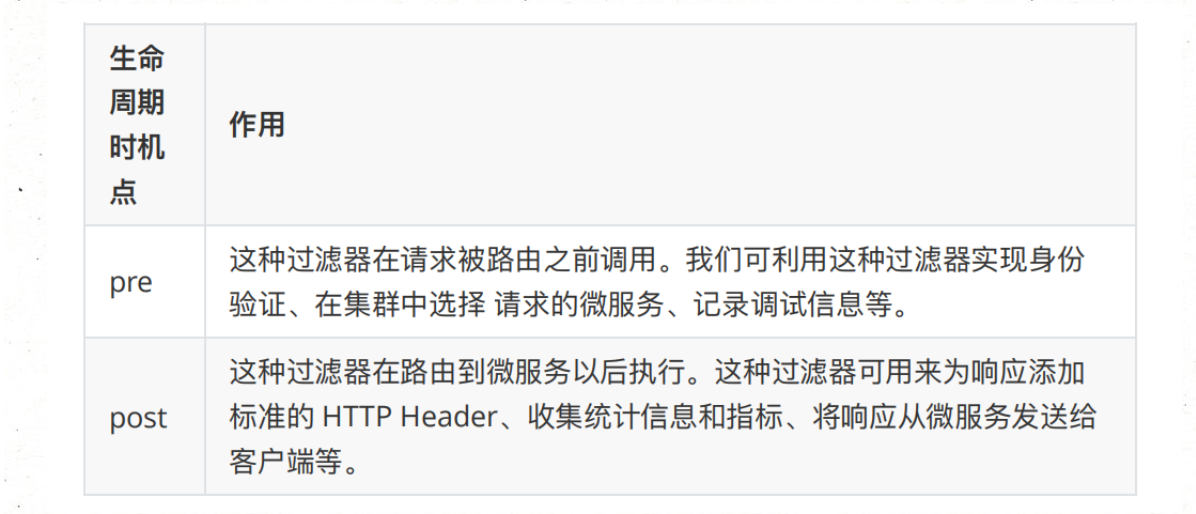 生命
周期
时机
点
作用
pre
这种过滤器在请求被路由之前调用。我们可利用这种过滤器实现身份
验证、在集群中选择 请求的微服务、记录调试信息等。
post
这种过滤器在路由到微服务以后执行。这种过滤器可用来为响应添加
标准的 HTTP Header、收集统计信息和指标、将响应从微服务发送给
客户端等。